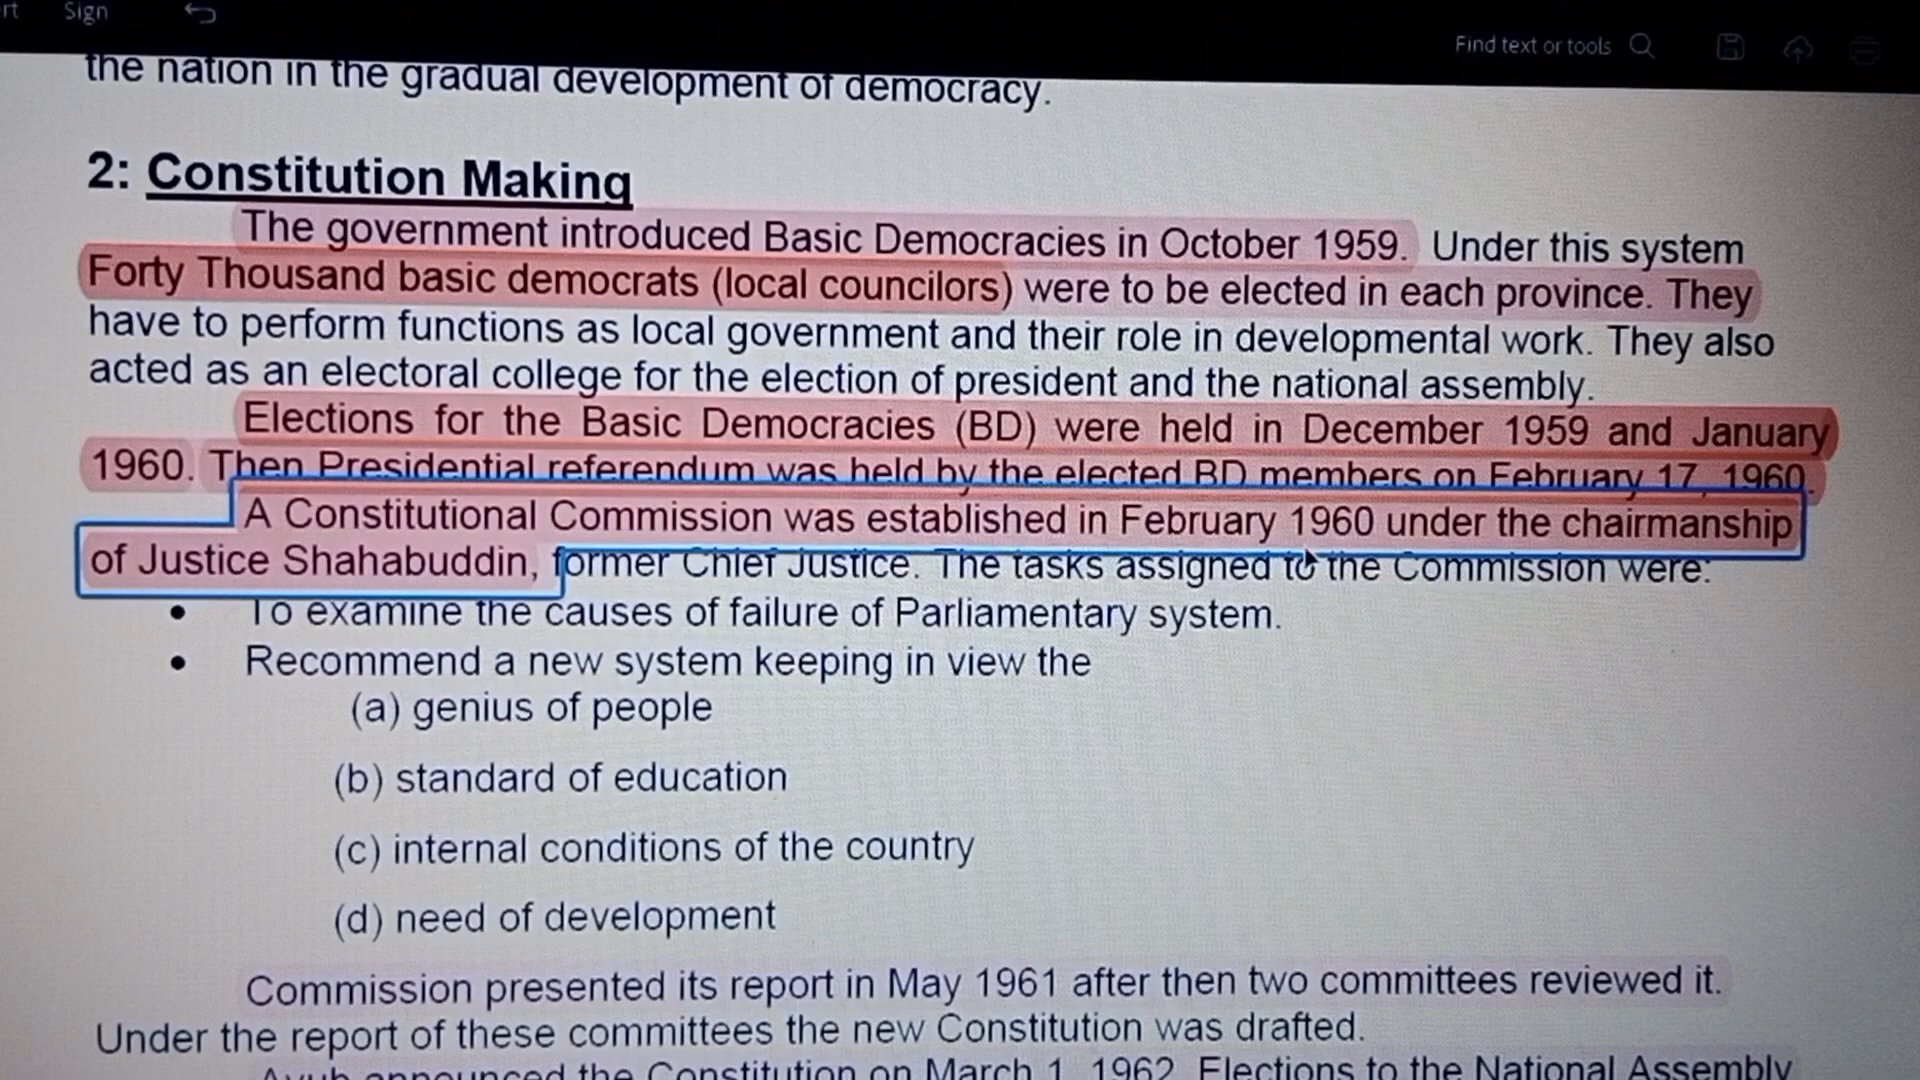 Sign
Find text or tools
the nation in the gradual development of democracy.
2: Constitution Making
The government introduced Basic Democracies in October 1959. Under this system
Forty Thousand basic democrats (local councilors) were to be elected in each province. They
have to perform functions as local government and their role in developmental work. They also
acted as an electoral college for the election of president and the national assembly.
Elections for the Basic Democracies (BD) were held in December 1959 and January
1960. Then Presidential referendum was held by the elected BD members on February 17, 1960.
A Constitutional Commission was established in February 1960 under the chairmanship
of Justice Shahabuddin, former Chief Justice. The tasks assigned to the Commission were:
• To examine the causes of failure of Parliamentary system.
• Recommend a new system keeping in view the
(a) genius of people
(b) standard of education
(c) internal conditions of the country
(d) need of development
Commission presented its report in May 1961 after then two committees reviewed it.
Under the report of these committees the new Constitution was drafted.
Ayub announced the Constitution on March 1, 1962. Elections to the National Assembly